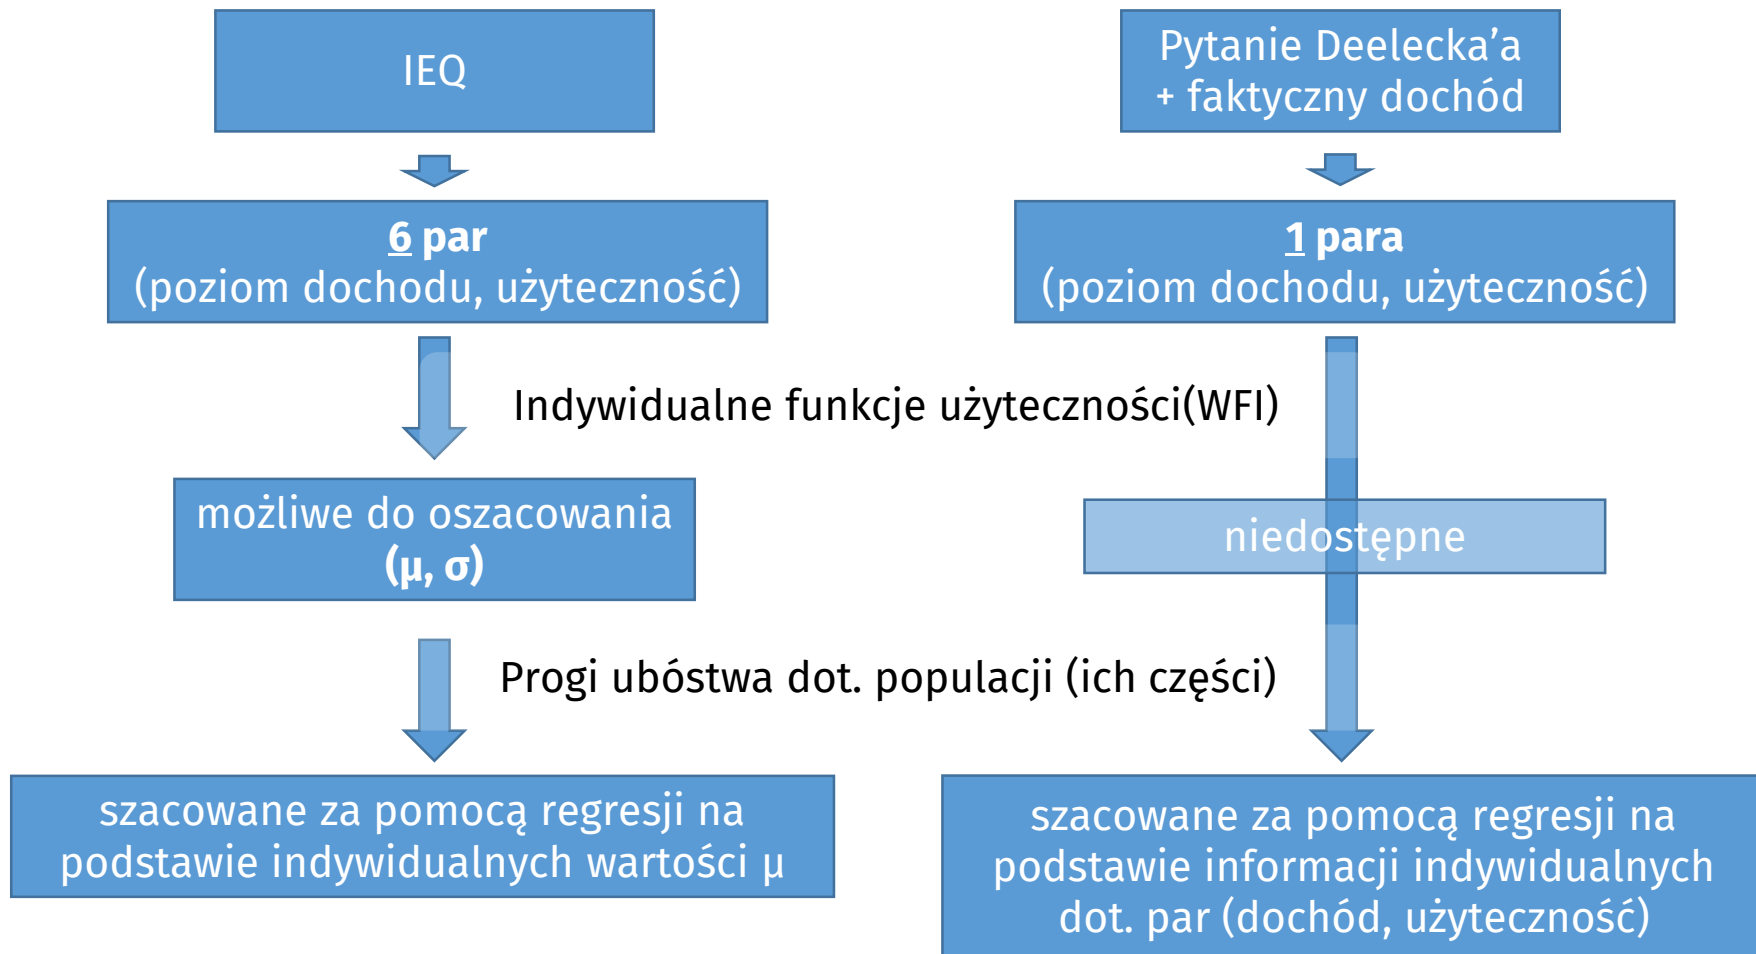 IEQ
Pytanie Deelecka’a
+ faktyczny dochód
6 par
(poziom dochodu, użyteczność)
1 para
(poziom dochodu, użyteczność)
Indywidualne funkcje użyteczności(WFI)
możliwe do oszacowania
(μ, σ)
niedostępne
Progi ubóstwa dot. populacji (ich części)
szacowane za pomocą regresji na
podstawie indywidualnych wartości μ
szacowane za pomocą regresji na
podstawie informacji indywidualnych
dot. par (dochód, użyteczność)